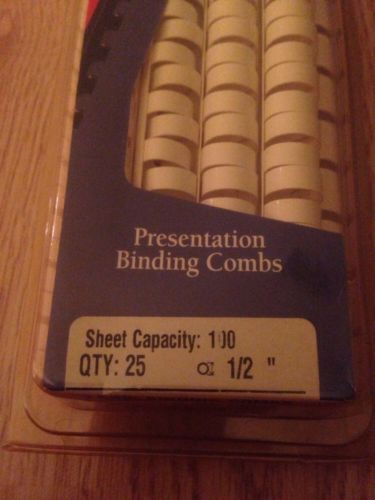 Presentation
Binding Combs
Sheet Capacity: 100
QTY: 25 1/2 "